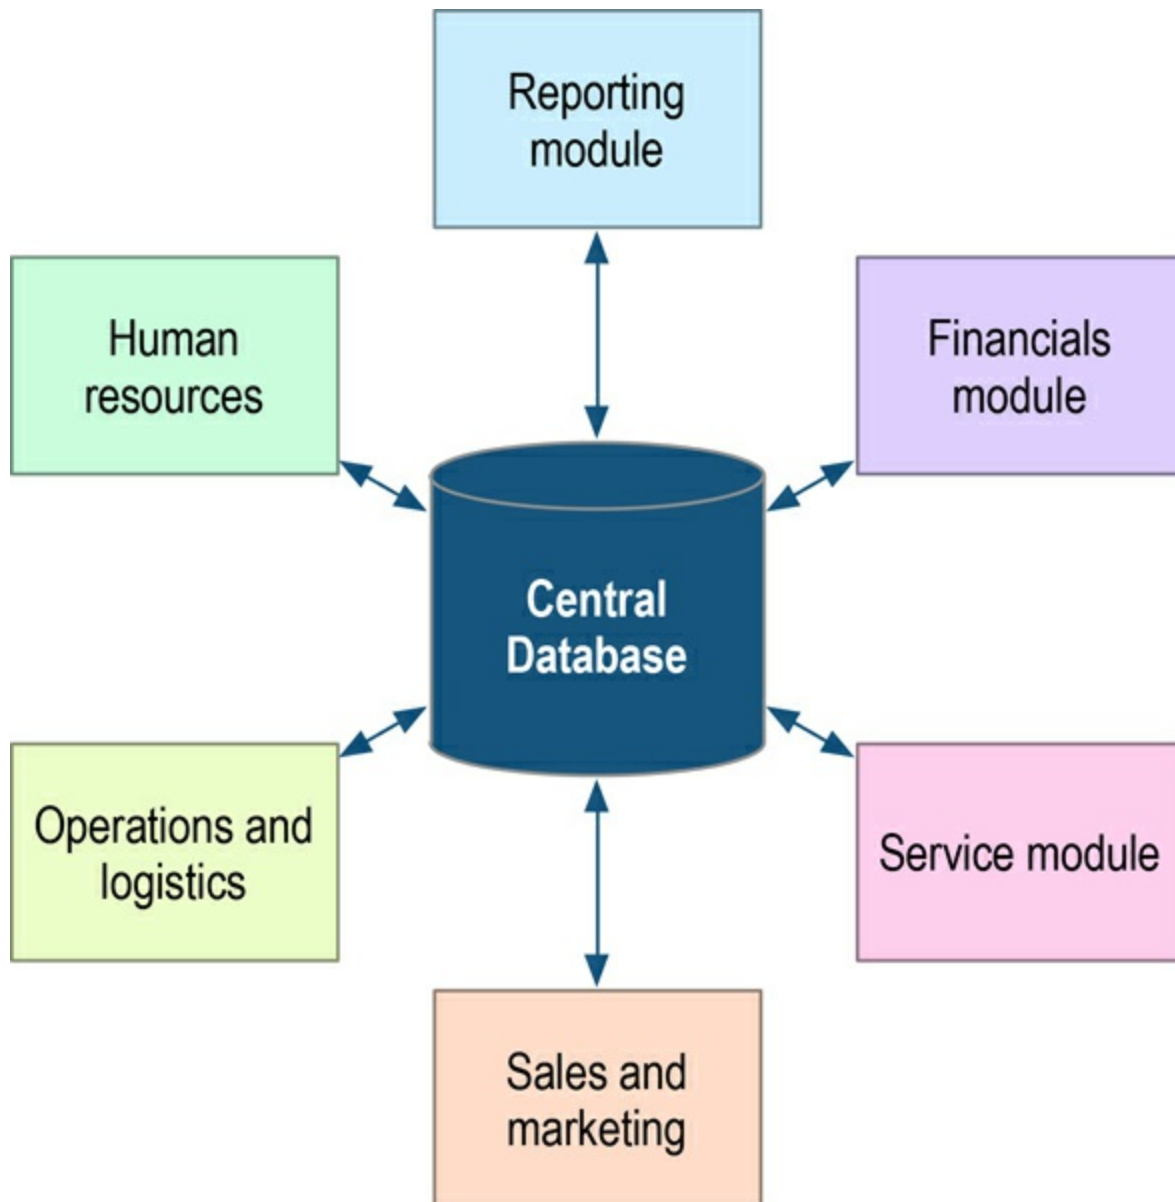 Reporting
module
Human
resources
Financials
module
Central
Database
Operations and
logistics
Service module
Sales and
marketing